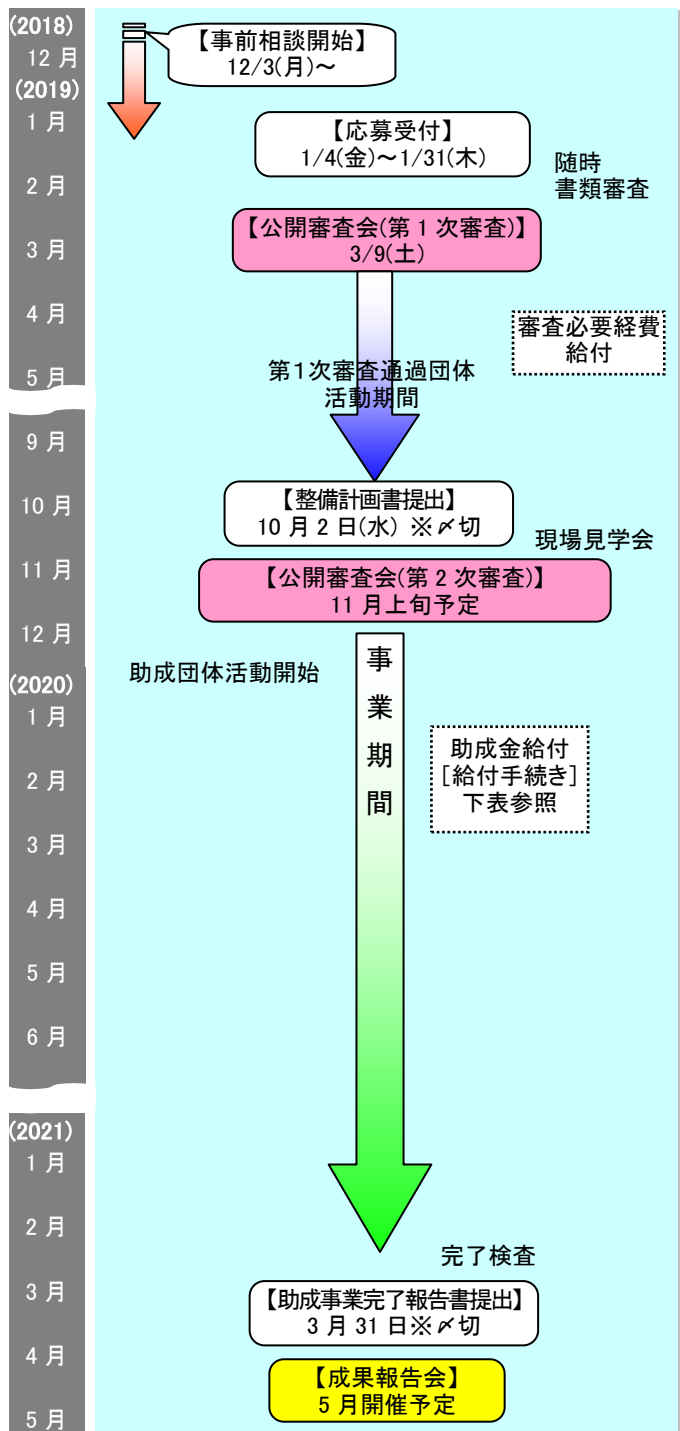 (2018)
12 月
(2019)
1 月
2 月
3 月
4 月
5 月
9 月
10 月
11 月
12 月
(2020)
1 月
2 月
3 月
4 月
5 月
6 月
(2021)
1 月
2 月
3 月
4 月
5 月
【事前相談開始】
12/3(月)～
【応募受付】
1/4(金)～1/31(木)
随時
書類審査
【公開審査会(第 1 次審査)】
3/9(土)
審査必要経費
給付
第1次審査通過団体
活動期間
【整備計画書提出】
10 月 2 日(水) ※〆切
現場見学会
【公開審査会(第 2 次審査)】
11 月上旬予定
助成団体活動開始
事業期間
助成金給付
[給付手続き]
下表参照
完了検査
【助成事業完了報告書提出】
3 月 31 日※〆切
【成果報告会】
5 月開催予定